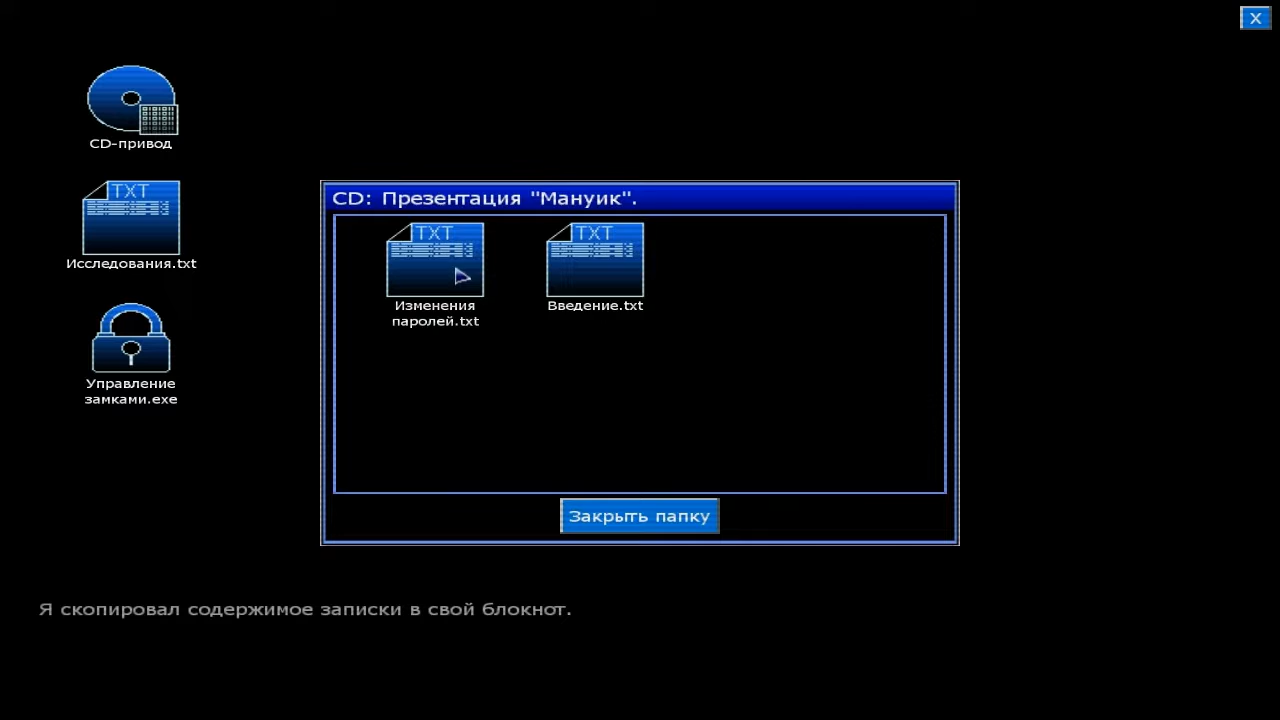 X
CD-привод
TXT
Исследования.txt
Управление
замками.exe
CD: Презентация "Мануик".
TXT
TXT
Изменения
паролей.txt
Введение.txt
Закрыть папку
Я скопировал содержимое записки в свой блокнот.